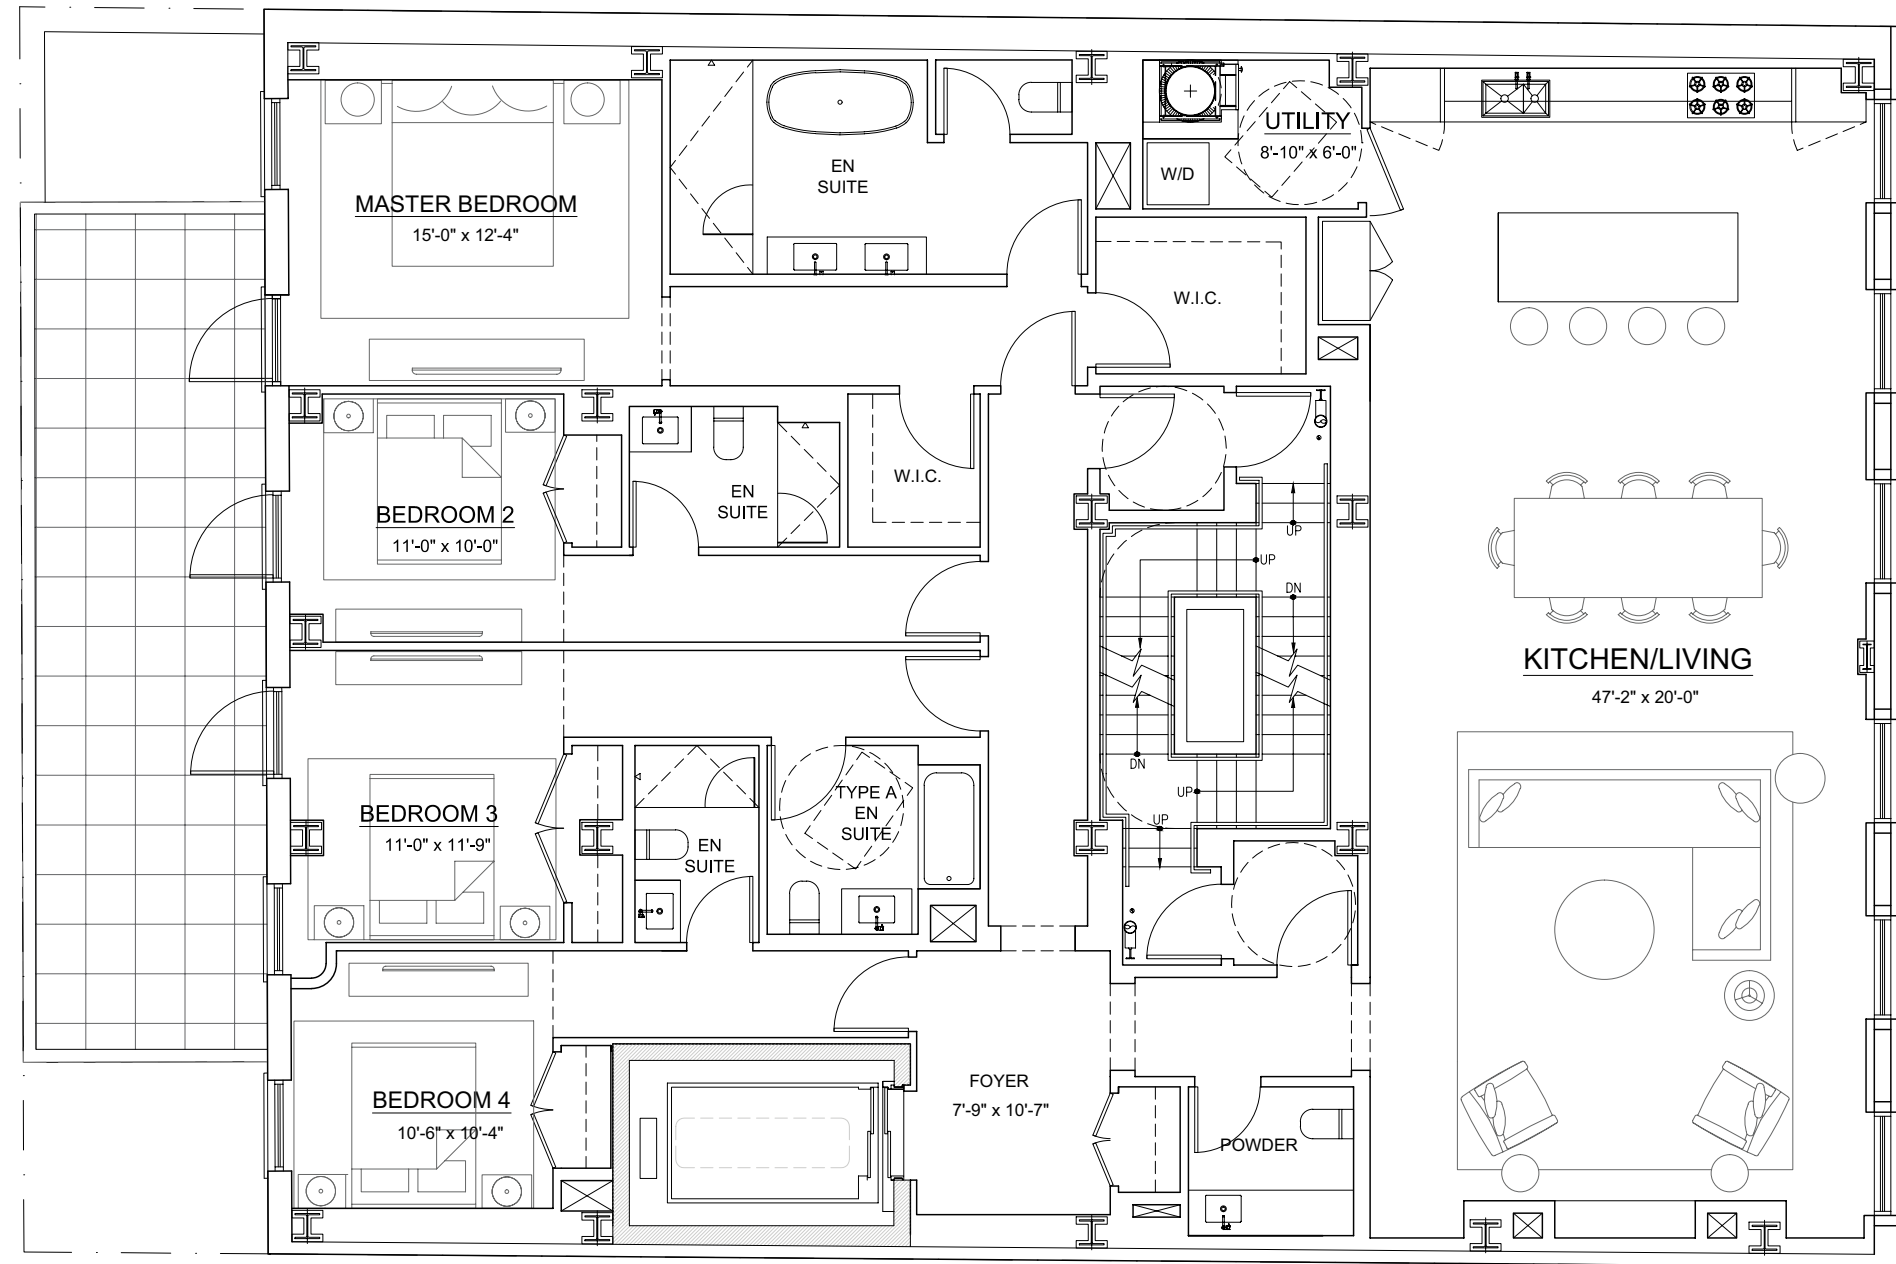 UTILITY
8'-10" x 6'-0"
W/D
EN
SUITE
MASTER BEDROOM
15'-0" x 12'-4"
W.I.C.
W.I.C.
EN
SUITE
BEDROOM 2
11'-0" x 10'-0"
UP
UP
DN
KITCHEN/LIVING
47'-2" x 20'-0"
DN
UP
UP
TYPE A
EN
SUITE
BEDROOM 3
11'-0" x 11'-9"
EN
SUITE
FOYER
7'-9" x 10'-7"
BEDROOM 4
10'-6" x 10'-4"
POWDER